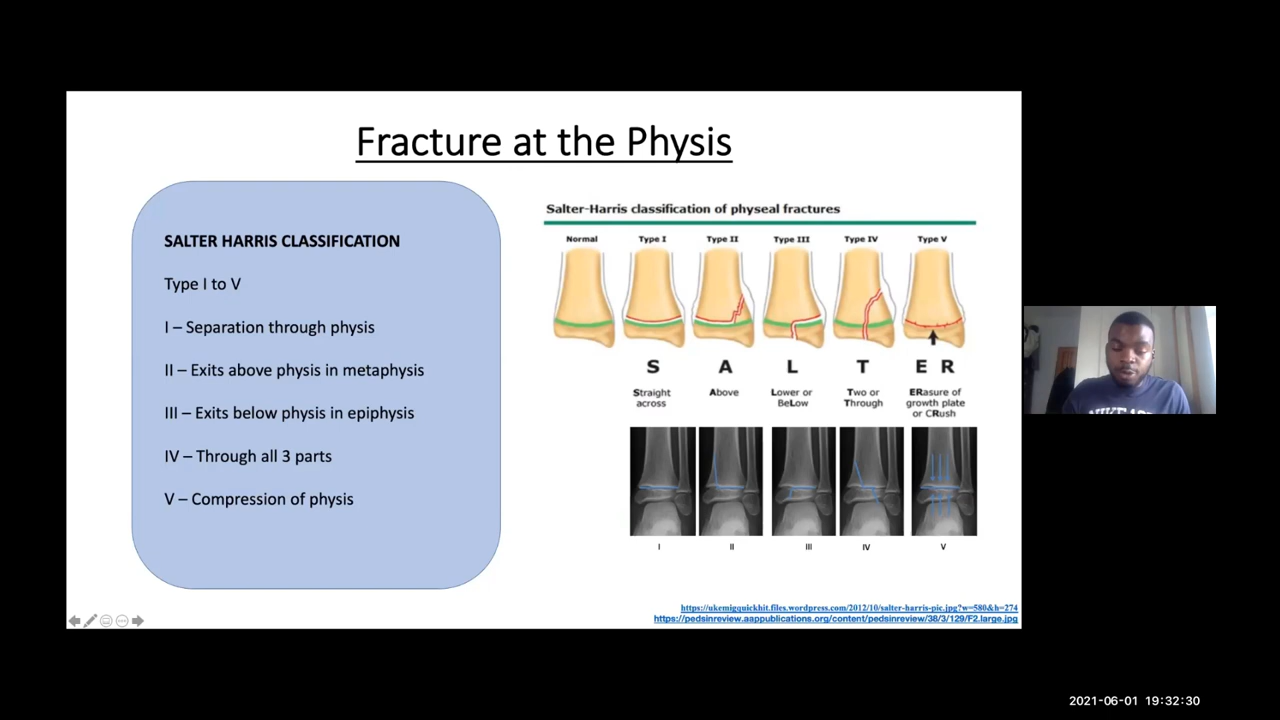 Fracture at the Physis
SALTER HARRIS CLASSIFICATION
Type I to V
I – Separation through physis
II – Exits above physis in metaphysis
III – Exits below physis in epiphysis
IV – Through all 3 parts
V – Compression of physis
Salter-Harris classification of physeal fractures
Normal Type I Type II Type III Type IV Type V
S A L T E R
Straight across
Above
Lower or BeLow
Two or Through
ERasure of growth plate or CRush
I II III IV V
https://ukemigquickhit.files.wordpress.com/2012/10/salter-harris-pic.jpg?w=580&h=274
https://pedsinreview.aappublications.org/content/pedsinreview/38/3/129/F2.large.jpg
2021-06-01 19:32:30